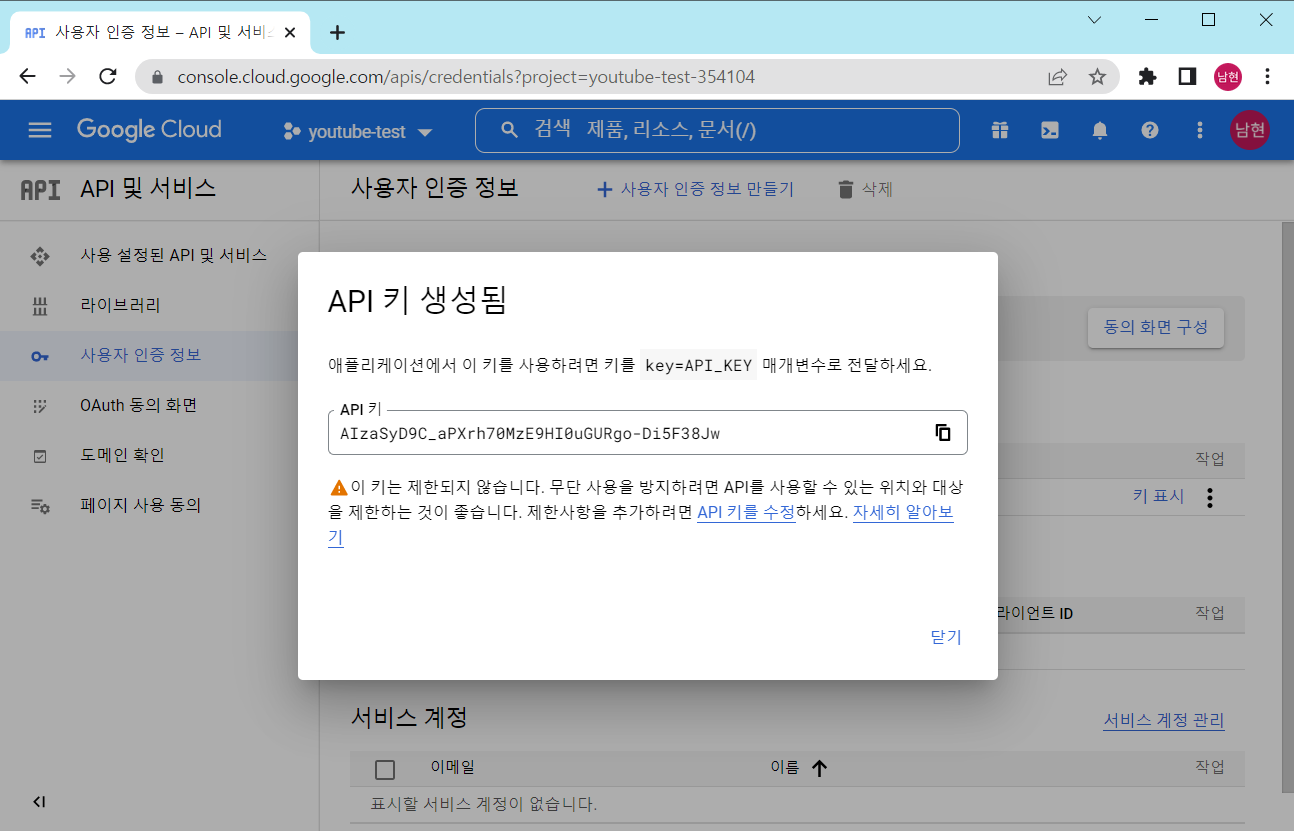 API 사용자 인증 정보 – API 및 서비스
console.cloud.google.com/apis/credentials?project=youtube-test-354104
남현
Google Cloud
youtube-test
검색 제품, 리소스, 문서(/)
남현
API API 및 서비스
사용자 인증 정보
+ 사용자 인증 정보 만들기
삭제
사용 설정된 API 및 서비스
라이브러리
사용자 인증 정보
OAuth 동의 화면
도메인 확인
페이지 사용 동의
동의 화면 구성
API 키 생성됨
애플리케이션에서 이 키를 사용하려면 키를 key=API_KEY 매개변수로 전달하세요.
API 키
AIzaSyD9C_aPXrh70MzE9HI0uGURgo-Di5F38Jw
이 키는 제한되지 않습니다. 무단 사용을 방지하려면 API를 사용할 수 있는 위치와 대상
을 제한하는 것이 좋습니다. 제한사항을 추가하려면 API 키를 수정하세요. 자세히 알아보
기
닫기
작업
키 표시
라이언트 ID
작업
서비스 계정
서비스 계정 관리
이메일
이름
작업
표시할 서비스 계정이 없습니다.